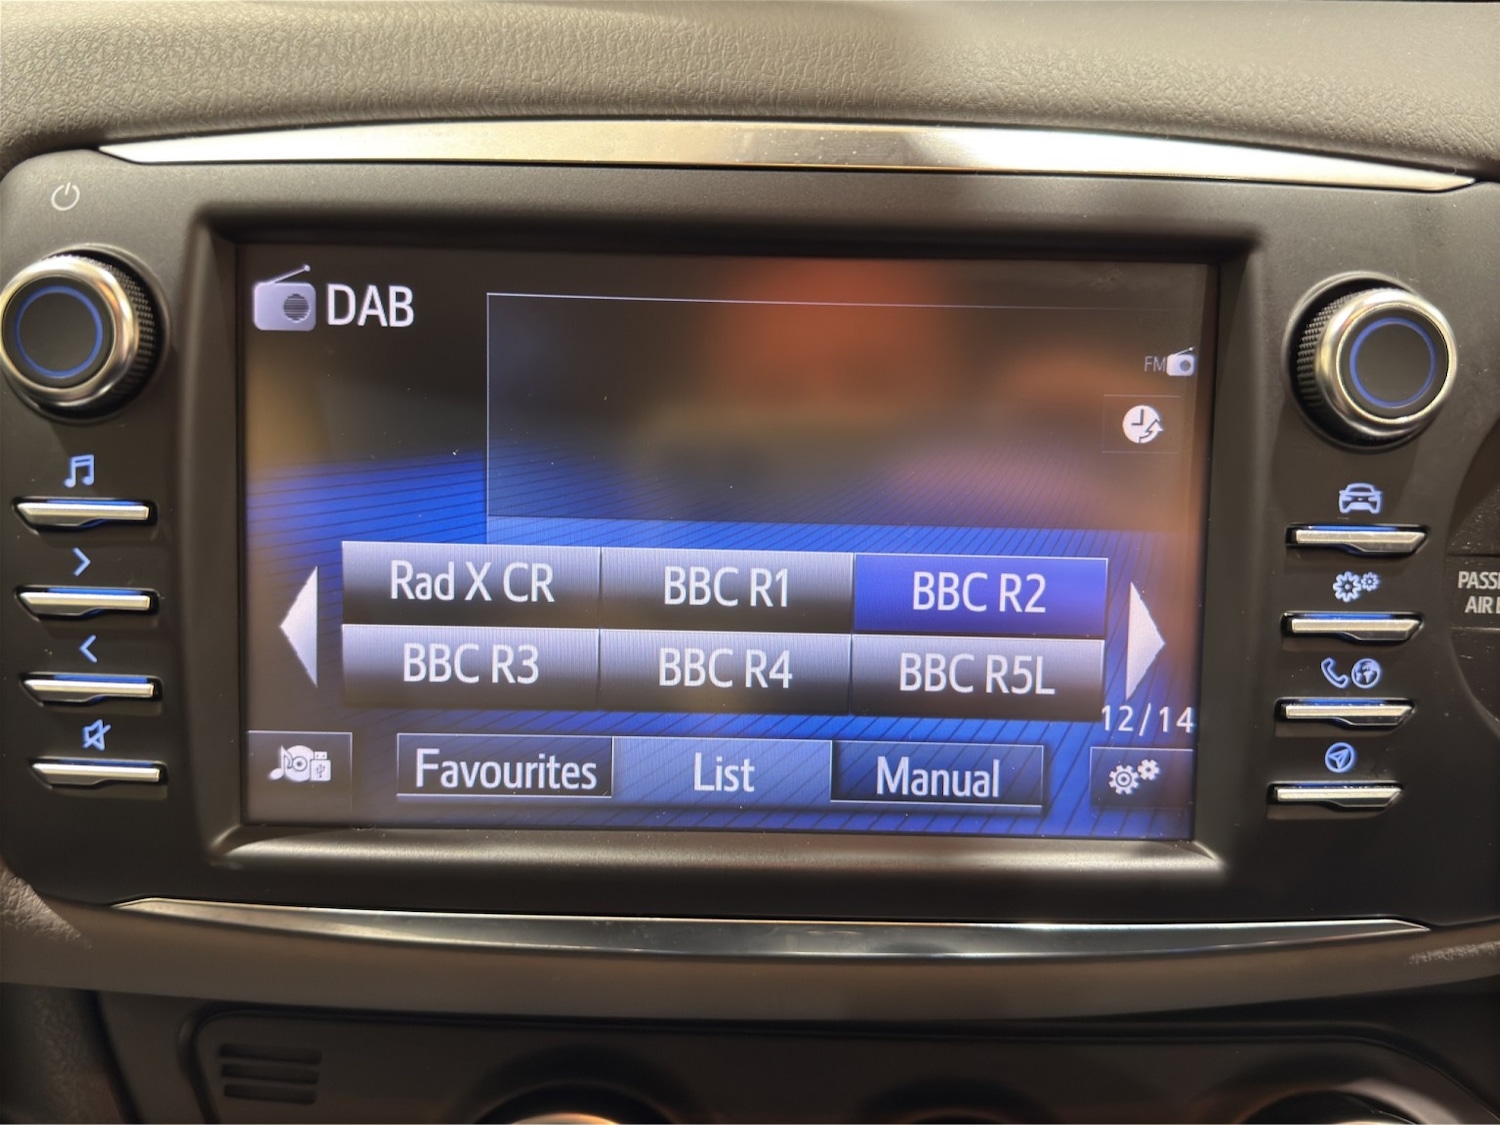 DAB
FM
Rad X CR BBC R1 BBC R2
BBC R3 BBC R4 BBC R5L
12/14
Favourites List Manual
AIR